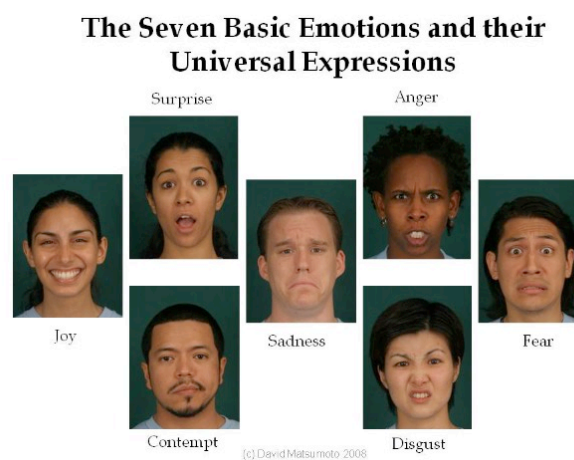 The Seven Basic Emotions and their
Universal Expressions
Surprise
Anger
Joy
Sadness
Fear
Contempt
Disgust
(c) David Matsumoto 2008